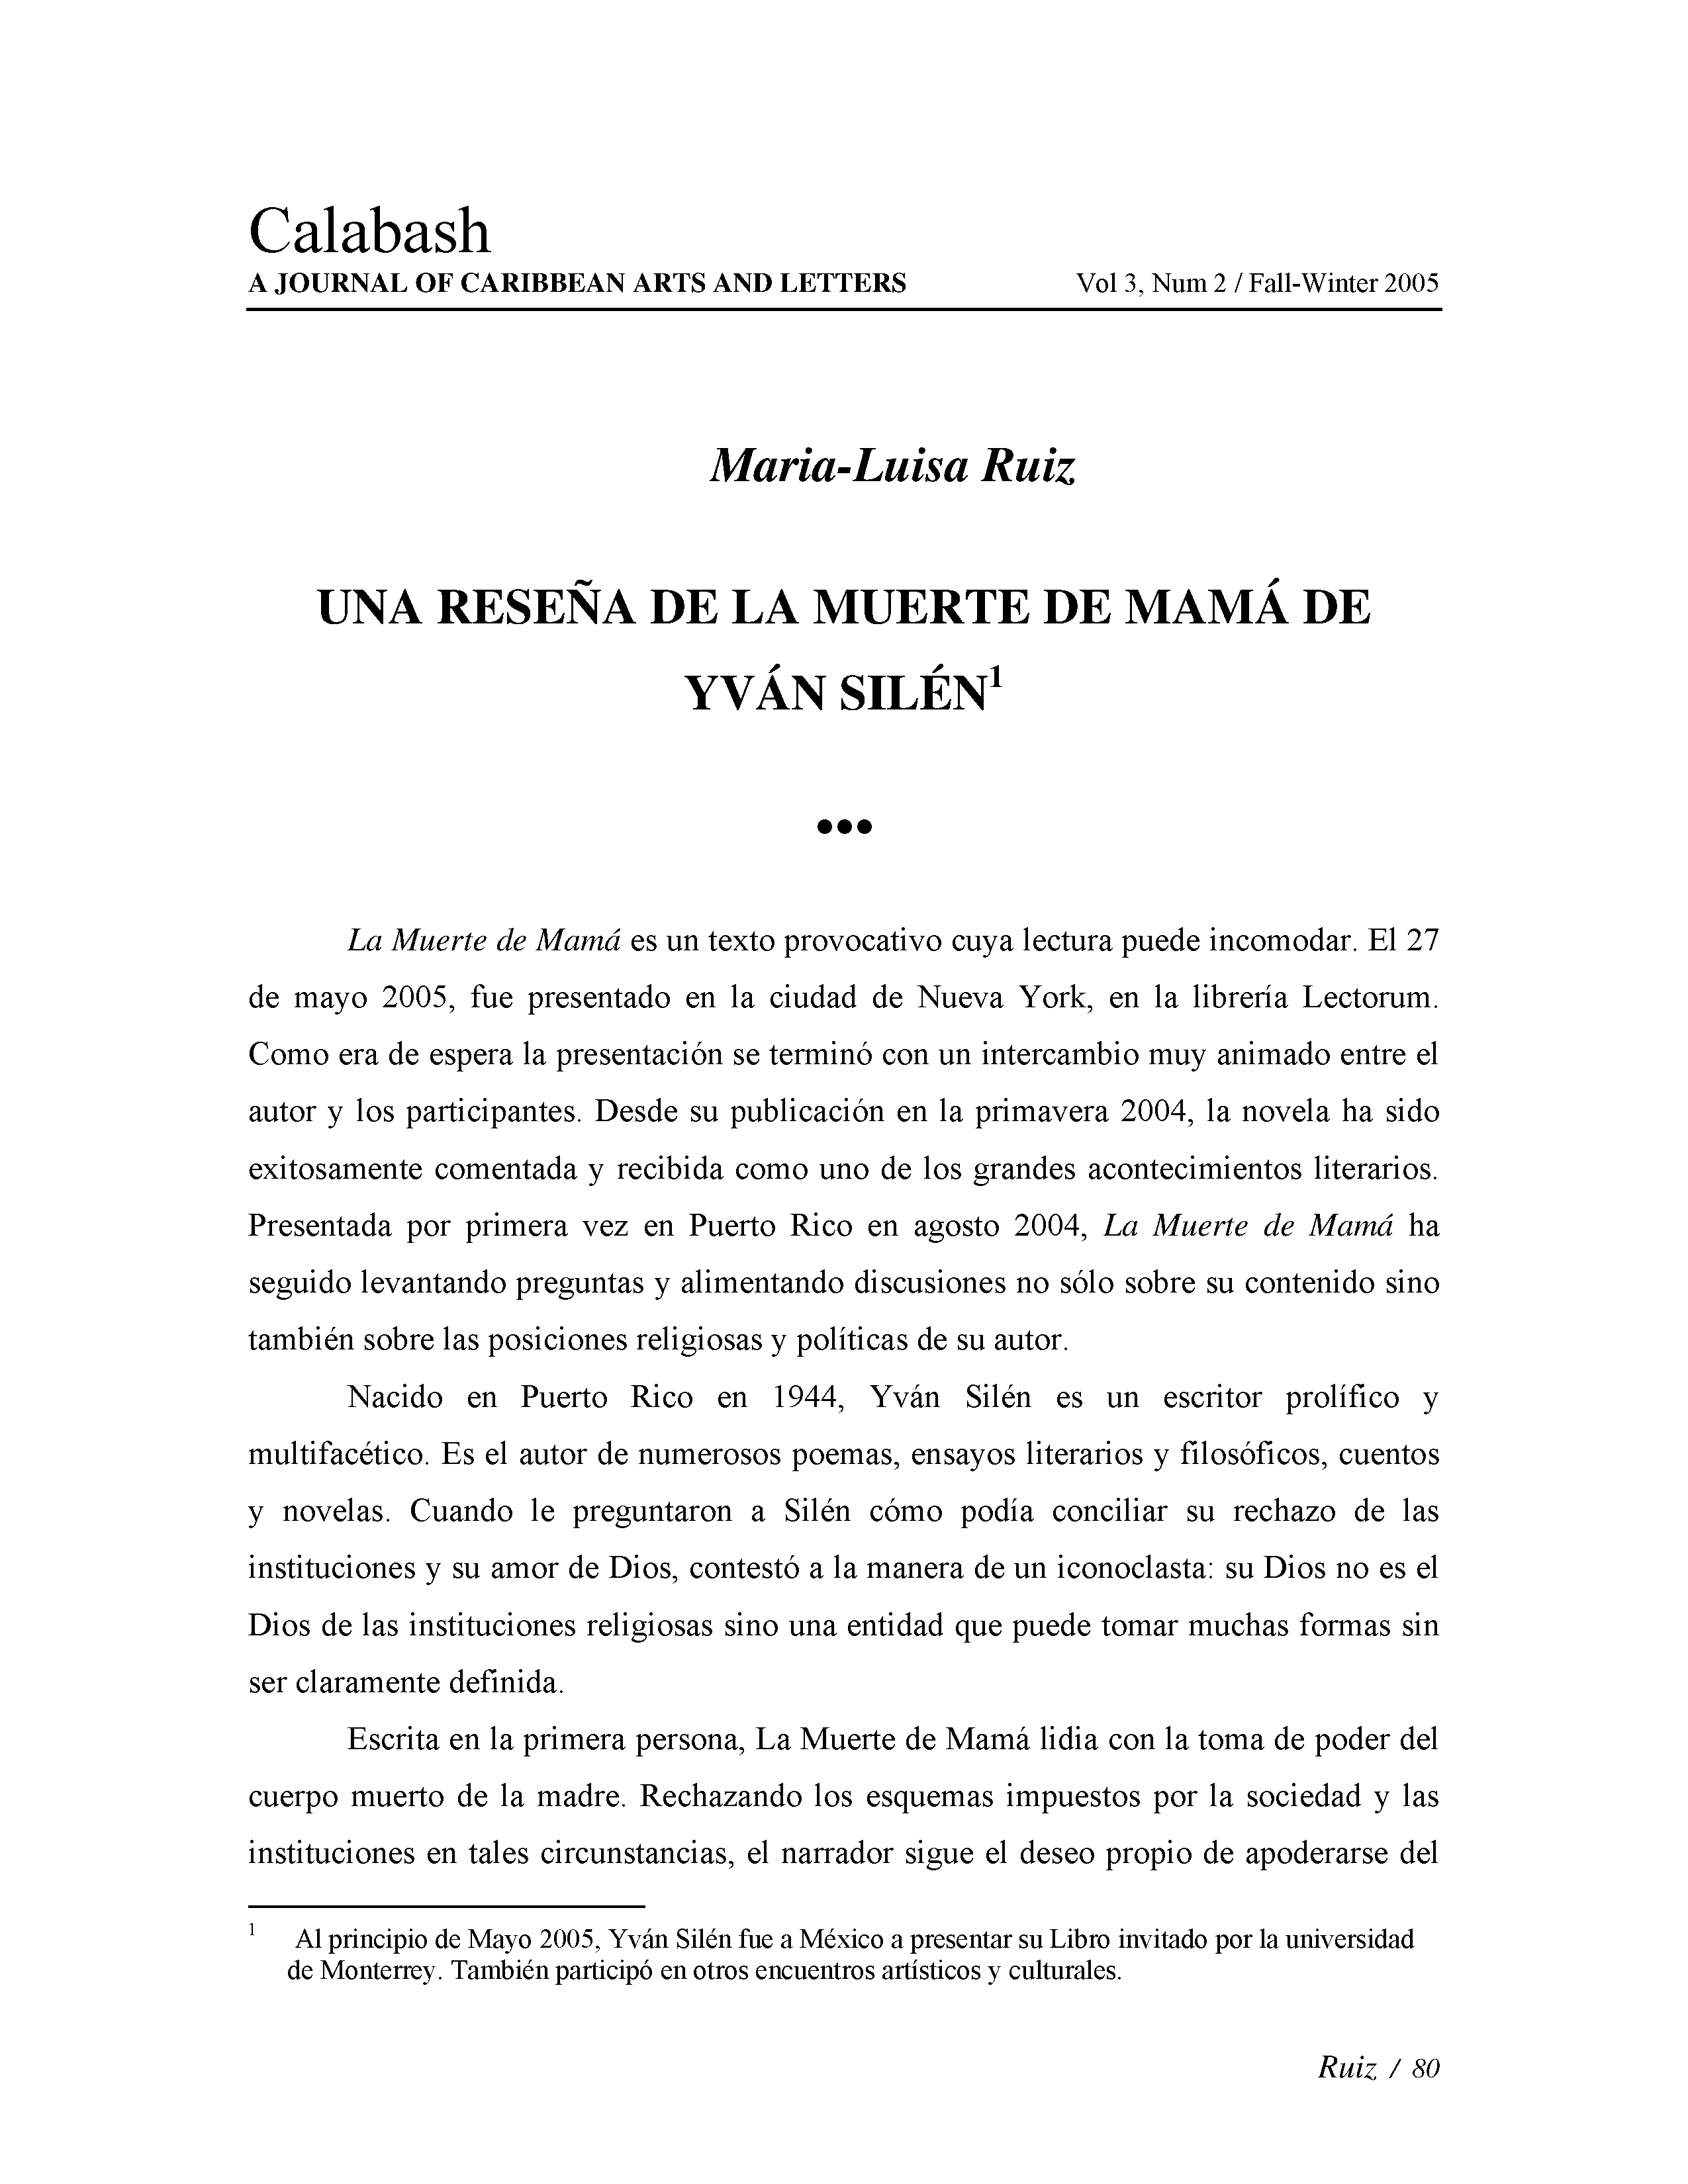 Calabash
A JOURNAL OF CARIBBEAN ARTS AND LETTERS Vol 3, Num 2 / Fall-Winter 2005
Maria-Luisa Ruiz
UNA RESEÑA DE LA MUERTE DE MAMÁ DE
YVÁN SILÉN1
•••
La Muerte de Mamá es un texto provocativo cuya lectura puede incomodar. El 27
de mayo 2005, fue presentado en la ciudad de Nueva York, en la librería Lectorum.
Como era de espera la presentación se terminó con un intercambio muy animado entre el
autor y los participantes. Desde su publicación en la primavera 2004, la novela ha sido
exitosamente comentada y recibida como uno de los grandes acontecimientos literarios.
Presentada por primera vez en Puerto Rico en agosto 2004, La Muerte de Mamá ha
seguido levantando preguntas y alimentando discusiones no sólo sobre su contenido sino
también sobre las posiciones religiosas y políticas de su autor.
Nacido en Puerto Rico en 1944, Yván Silén es un escritor prolífico y
multifacético. Es el autor de numerosos poemas, ensayos literarios y filosóficos, cuentos
y novelas. Cuando le preguntaron a Silén cómo podía conciliar su rechazo de las
instituciones y su amor de Dios, contestó a la manera de un iconoclasta: su Dios no es el
Dios de las instituciones religiosas sino una entidad que puede tomar muchas formas sin
ser claramente definida.
Escrita en la primera persona, La Muerte de Mamá lidia con la toma de poder del
cuerpo muerto de la madre. Rechazando los esquemas impuestos por la sociedad y las
instituciones en tales circunstancias, el narrador sigue el deseo propio de apoderarse del
1 Al principio de Mayo 2005, Yván Silén fue a México a presentar su Libro invitado por la universidad
de Monterrey. También participó en otros encuentros artísticos y culturales.
Ruiz / 80